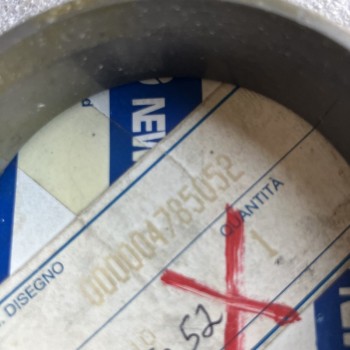 NEW
DISEGNO
000004785052
QUANTITÀ
1
52